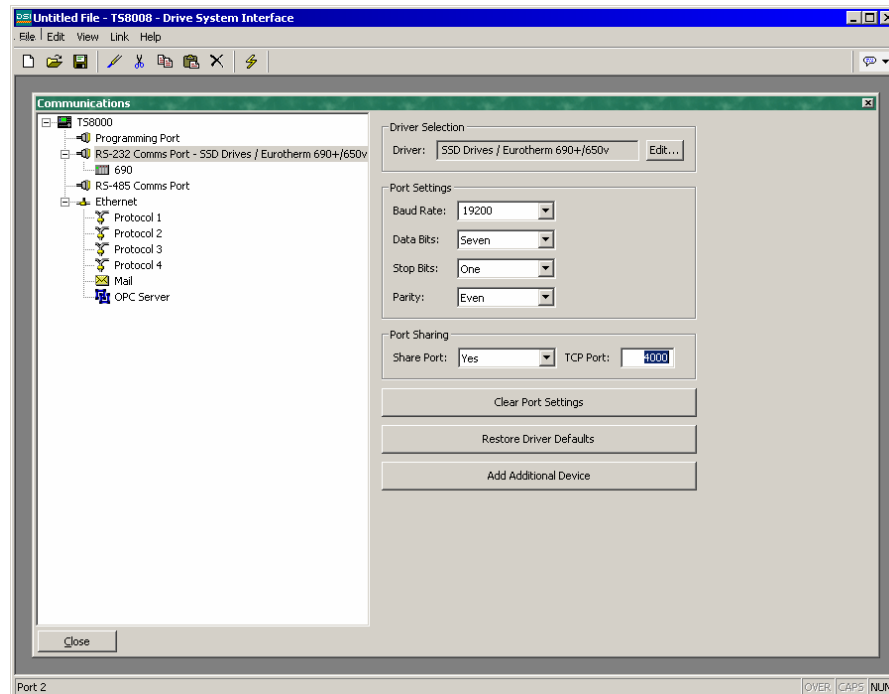 DSI Untitled File - TS8008 - Drive System Interface
File Edit View Link Help
Communications
TS8000
Programming Port
RS-232 Comms Port - SSD Drives / Eurotherm 690+/650v
690
RS-485 Comms Port
Ethernet
Protocol 1
Protocol 2
Protocol 3
Protocol 4
Mail
OPC Server
Driver Selection
Driver: SSD Drives / Eurotherm 690+/650v Edit...
Port Settings
Baud Rate: 19200
Data Bits: Seven
Stop Bits: One
Parity: Even
Port Sharing
Share Port: Yes TCP Port: 4000
Clear Port Settings
Restore Driver Defaults
Add Additional Device
Close
Port 2 OVER CAPS NUM